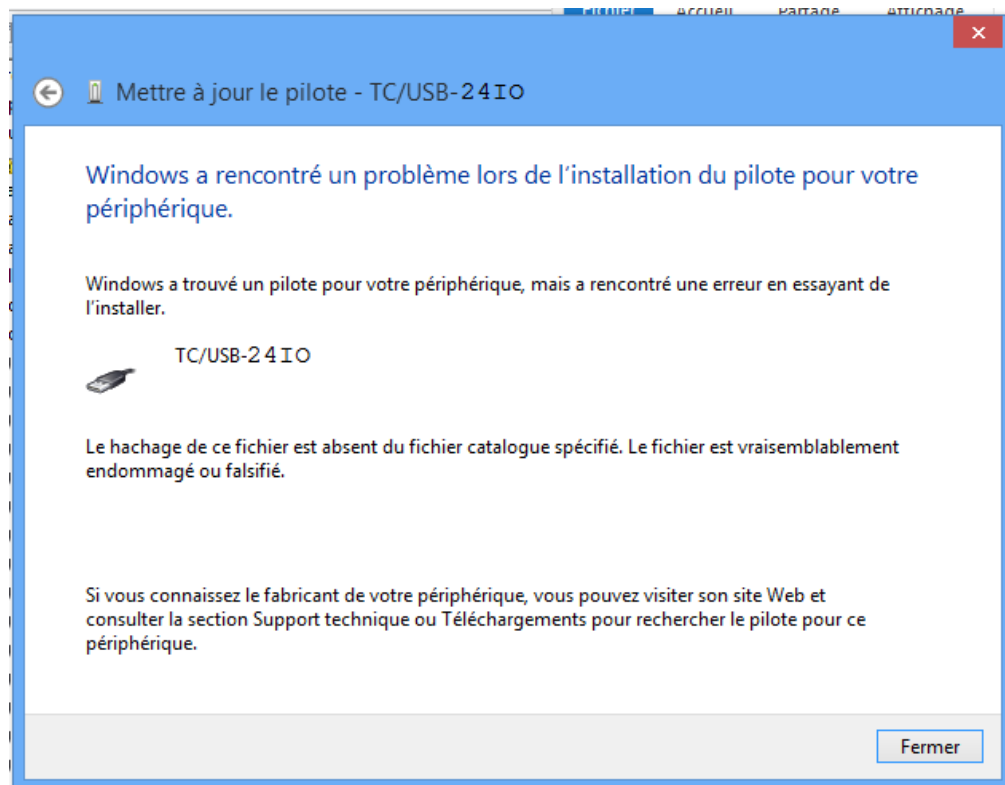 Fichier Accueil Partage Affichage
Mettre à jour le pilote - TC/USB-24IO
Windows a rencontré un problème lors de l'installation du pilote pour votre
périphérique.
Windows a trouvé un pilote pour votre périphérique, mais a rencontré une erreur en essayant de
l'installer.
TC/USB-24IO
Le hachage de ce fichier est absent du fichier catalogue spécifié. Le fichier est vraisemblablement
endommagé ou falsifié.
Si vous connaissez le fabricant de votre périphérique, vous pouvez visiter son site Web et
consulter la section Support technique ou Téléchargements pour rechercher le pilote pour ce
périphérique.
Fermer